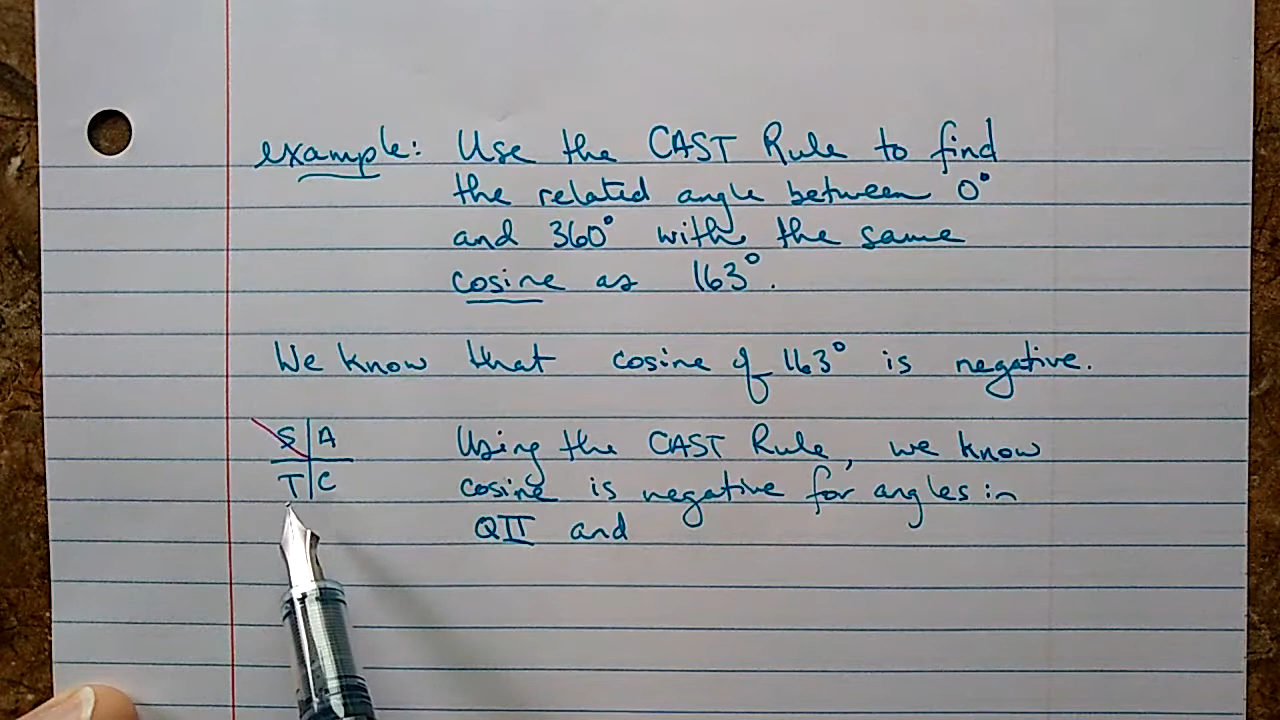 example: Use the CAST Rule to find
the related angle between 0°
and 360° with the same
cosine as 163°.
We know that cosine of 163° is negative.
S A
Using the CAST Rule, we know
T C
cosine is negative for angles in
QII and